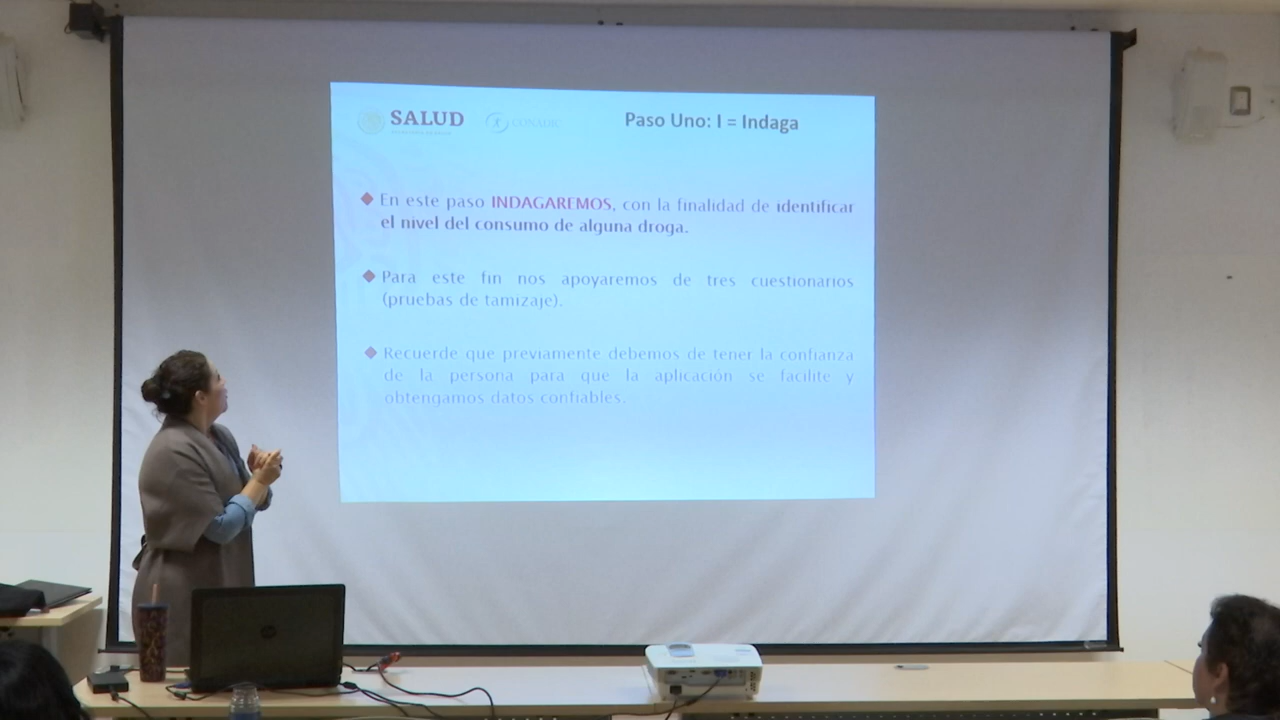 SALUD
CONADIC
Paso Uno: I = Indaga
En este paso INDAGAREMOS, con la finalidad de identificar
el nivel del consumo de alguna droga.
Para este fin nos apoyaremos de tres cuestionarios
(pruebas de tamizaje).
Recuerde que previamente debemos de tener la confianza
de la persona para que la aplicación se facilite y
obtengamos datos confiables.